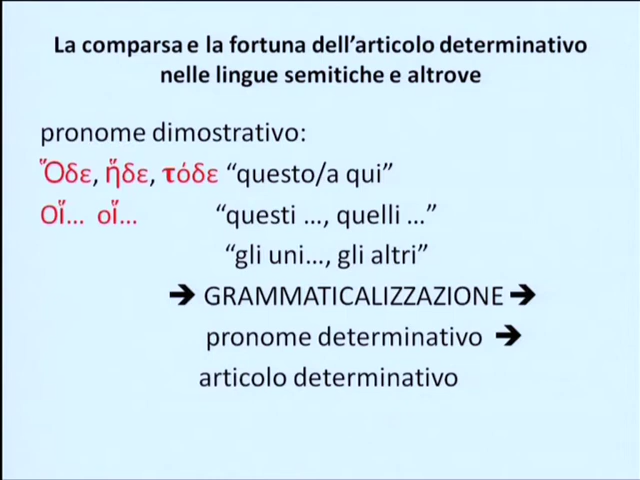 La comparsa e la fortuna dell'articolo determinativo
nelle lingue semitiche e altrove
pronome dimostrativo:
Ὅδε, ἥδε, τόδε “questo/a qui”
Οἵ... οἵ... “questi ..., quelli ...”
“gli uni..., gli altri”
➔ GRAMMATICALIZZAZIONE ➔
pronome determinativo ➔
articolo determinativo